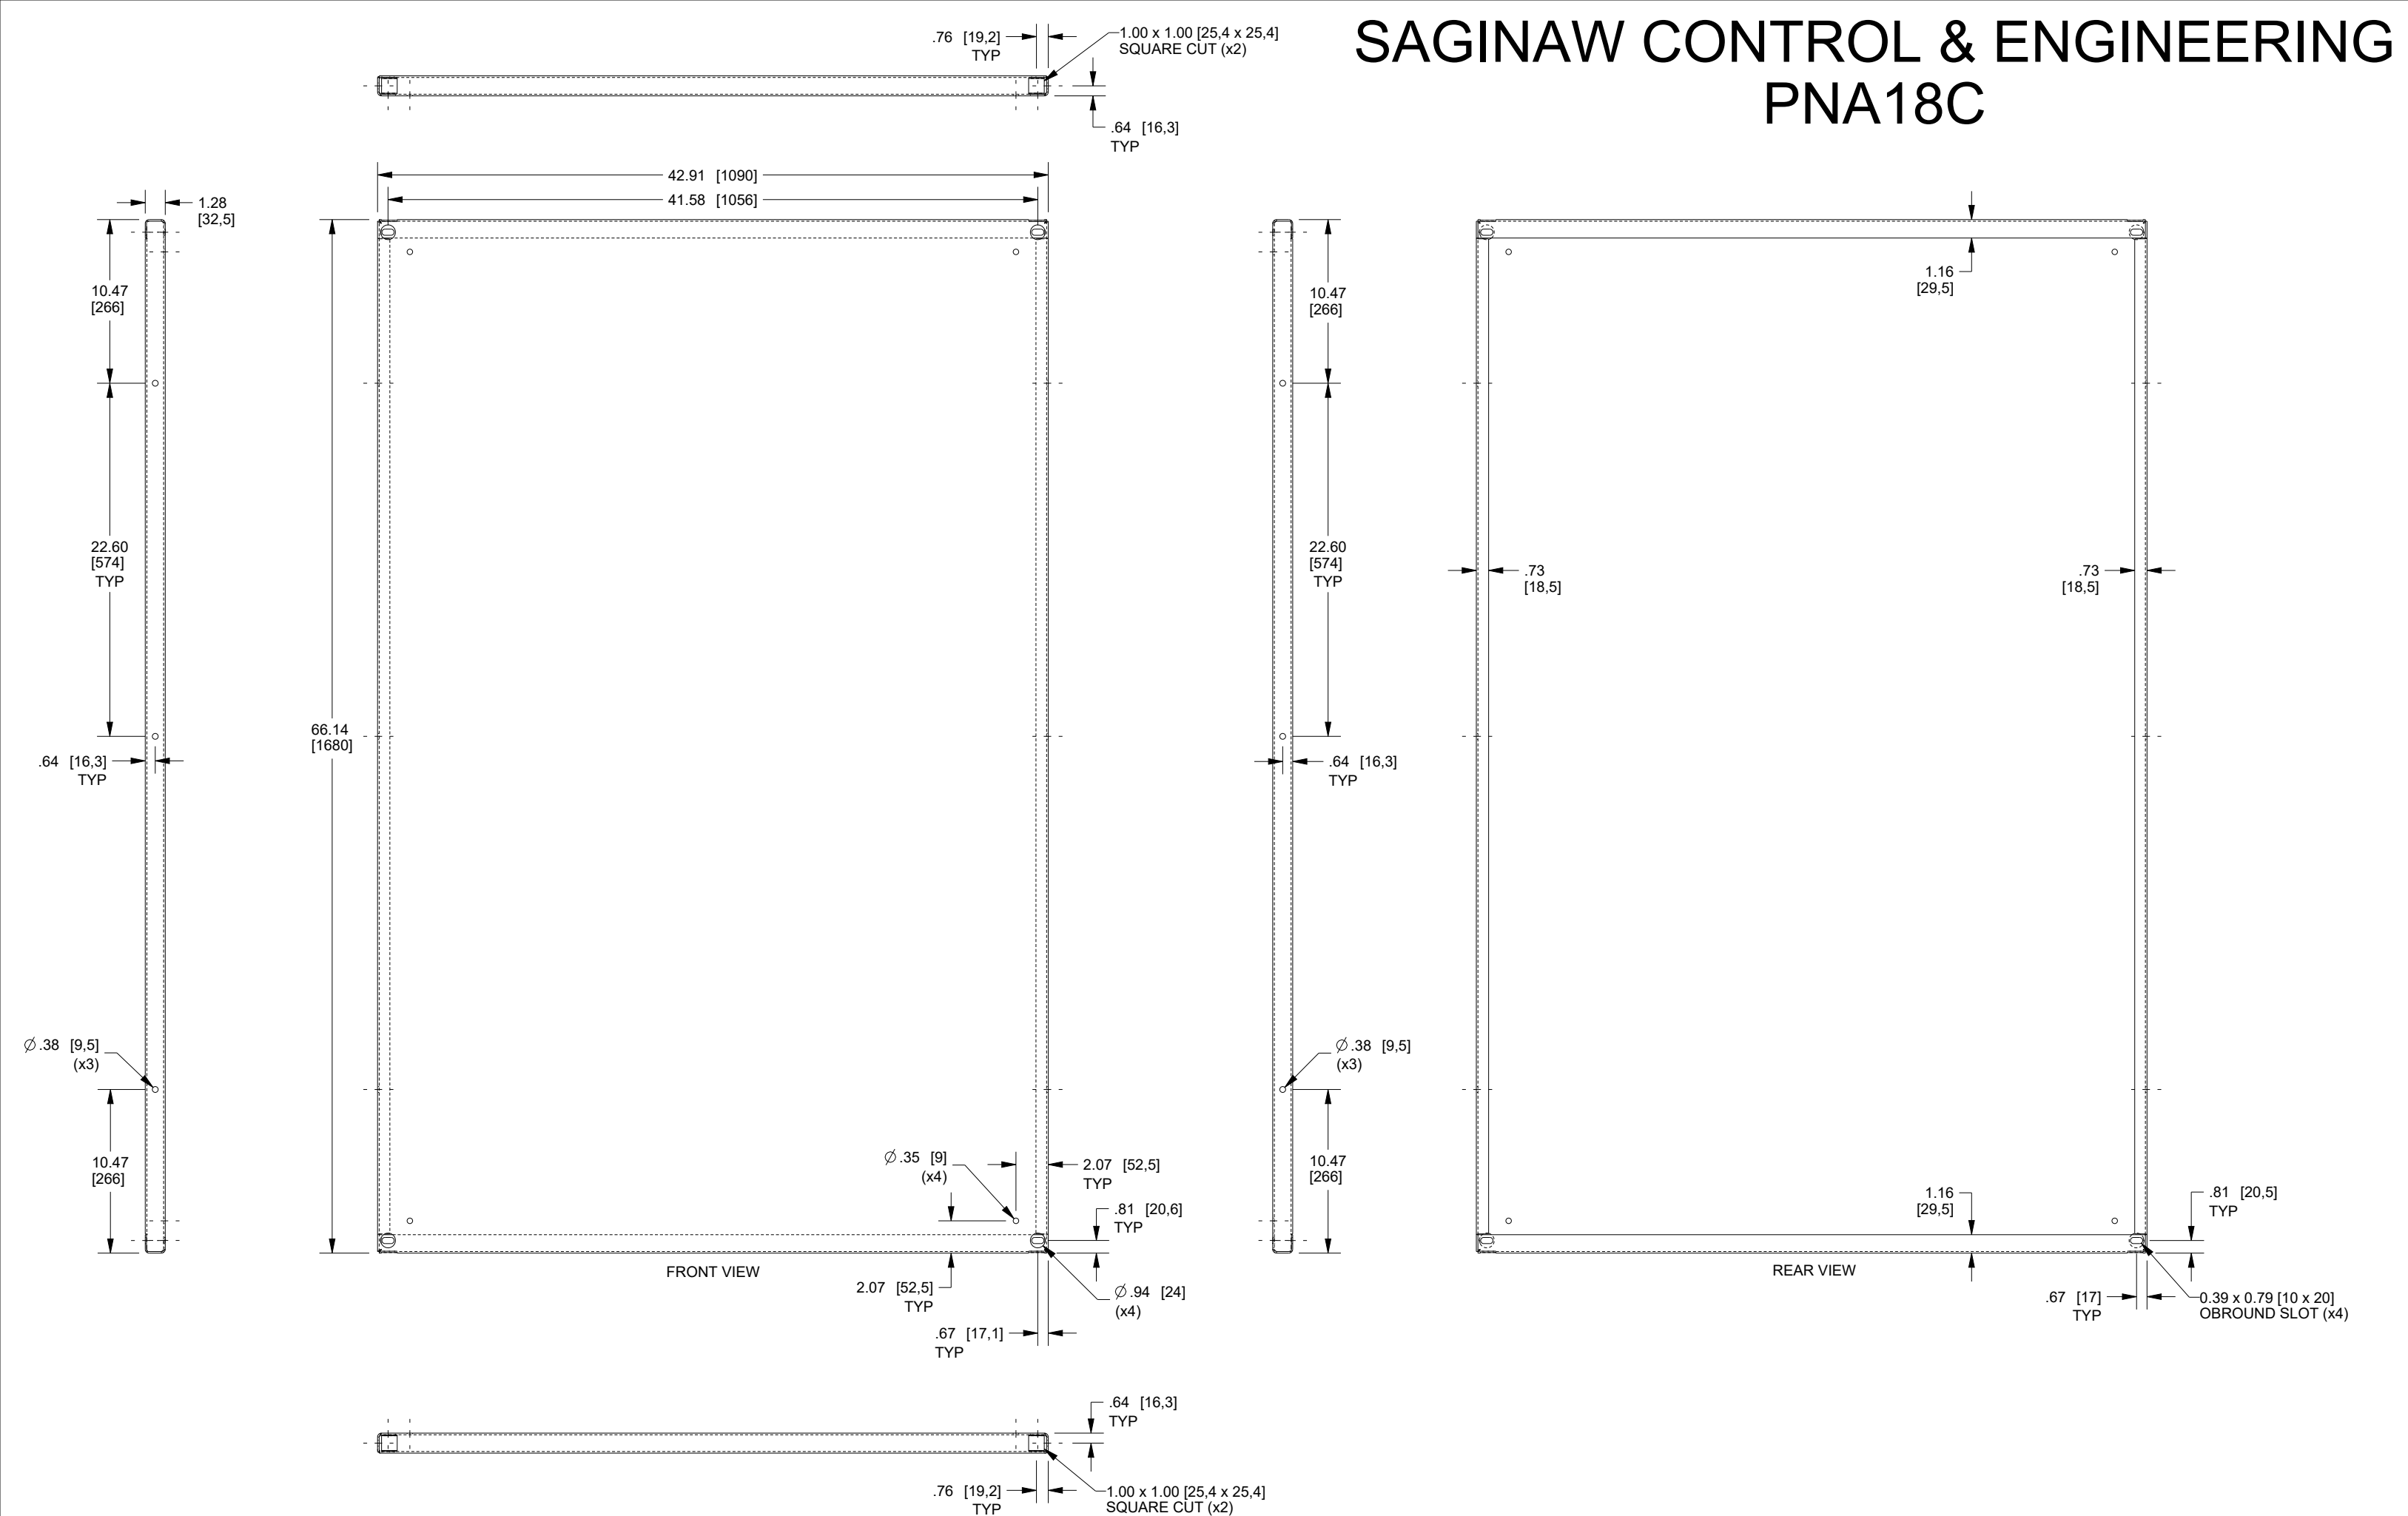 SAGINAW CONTROL & ENGINEERING
PNA18C
.76 [19,2]
TYP
1.00 x 1.00 [25,4 x 25,4]
SQUARE CUT (x2)
.64 [16,3]
TYP
1.28
[32,5]
10.47
[266]
22.60
[574]
TYP
.64 [16,3]
TYP
Ø.38 [9,5]
(x3)
10.47
[266]
42.91 [1090]
41.58 [1056]
66.14
[1680]
Ø.35 [9]
(x4)
2.07 [52,5]
TYP
.81 [20,6]
TYP
FRONT VIEW
2.07 [52,5]
TYP
Ø.94 [24]
(x4)
.67 [17,1]
TYP
10.47
[266]
22.60
[574]
TYP
.64 [16,3]
TYP
Ø.38 [9,5]
(x3)
10.47
[266]
1.16
[29,5]
.73
[18,5]
.73
[18,5]
1.16
[29,5]
.81 [20,5]
TYP
REAR VIEW
.67 [17]
TYP
0.39 x 0.79 [10 x 20]
OBROUND SLOT (x4)
.64 [16,3]
TYP
.76 [19,2]
TYP
1.00 x 1.00 [25,4 x 25,4]
SQUARE CUT (x2)